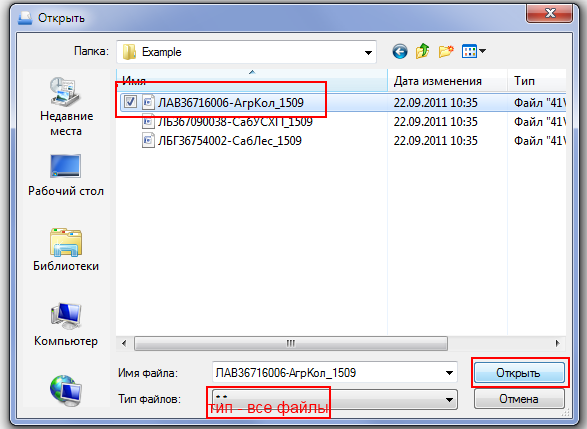 Открыть
Папка: Example
Имя Дата изменения Тип
ЛАВ36716006-АгрКол_1509 22.09.2011 10:35 Файл "41\
ЛБ367090038-СабУСХП_1509 22.09.2011 10:35 Файл "41\
ЛБГ36754002-СабЛес_1509 22.09.2011 10:35 Файл "41\
Недавние места
Рабочий стол
Библиотеки
Компьютер
Имя файла: ЛАВ36716006-АгрКол_1509 Открыть
Типа файлов: *.* Отмена
тип все файлы